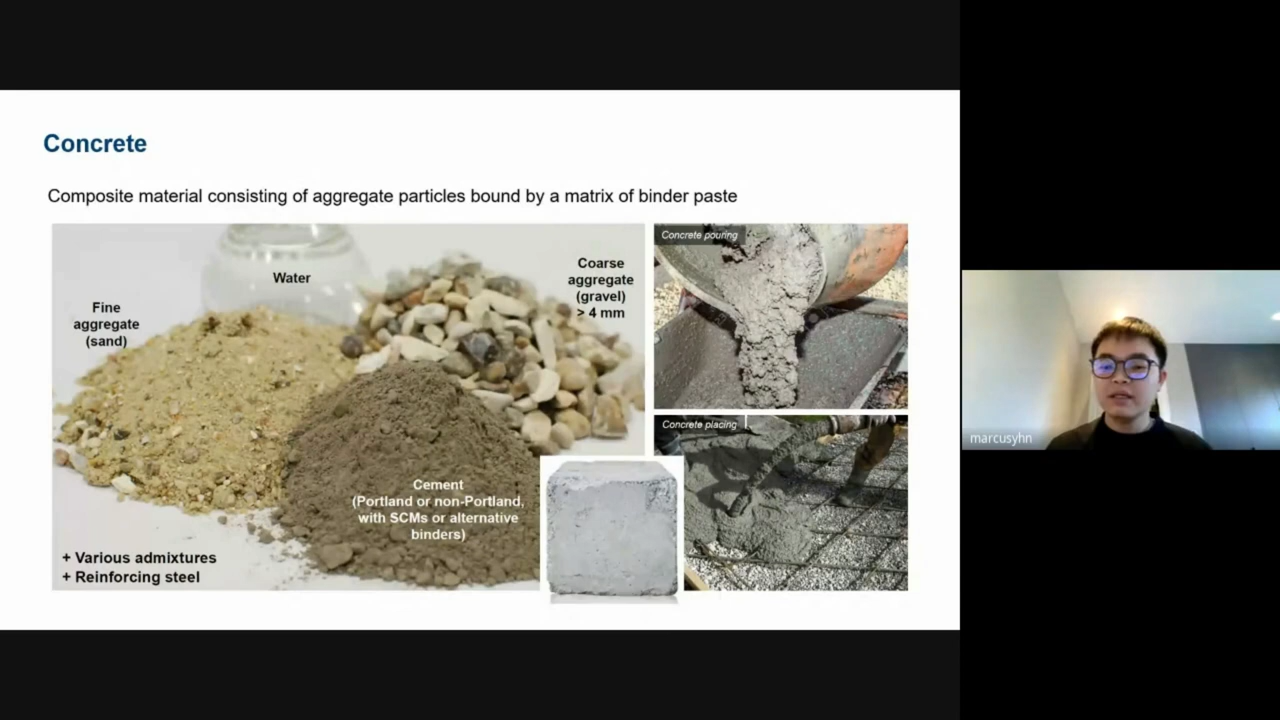 Concrete
Composite material consisting of aggregate particles bound by a matrix of binder paste
Water
Fine
aggregate
(sand)
Coarse
aggregate
(gravel)
> 4 mm
Cement
(Portland or non-Portland,
with SCMs or alternative
binders)
+ Various admixtures
+ Reinforcing steel
Concrete pouring
Concrete placing
marcusyhn